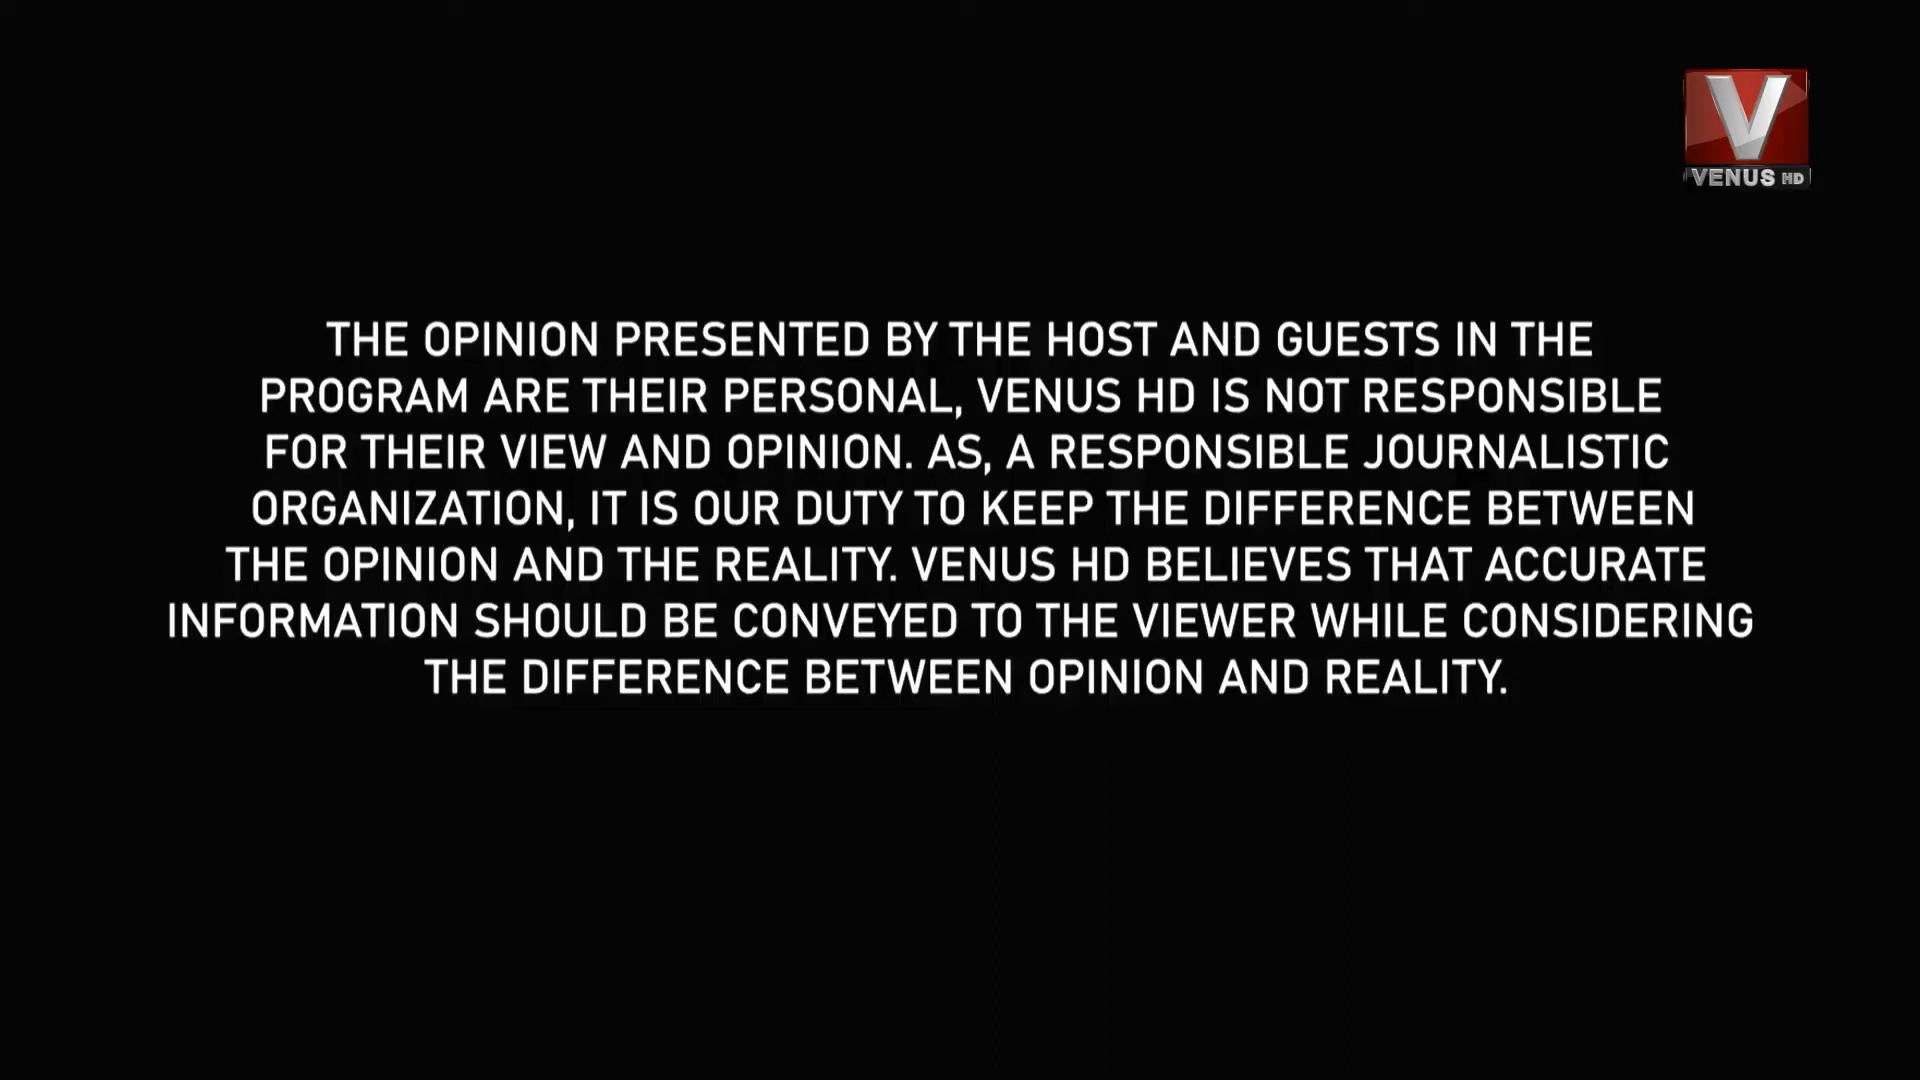 V
VENUS HD
THE OPINION PRESENTED BY THE HOST AND GUESTS IN THE
PROGRAM ARE THEIR PERSONAL, VENUS HD IS NOT RESPONSIBLE
FOR THEIR VIEW AND OPINION. AS, A RESPONSIBLE JOURNALISTIC
ORGANIZATION, IT IS OUR DUTY TO KEEP THE DIFFERENCE BETWEEN
THE OPINION AND THE REALITY. VENUS HD BELIEVES THAT ACCURATE
INFORMATION SHOULD BE CONVEYED TO THE VIEWER WHILE CONSIDERING
THE DIFFERENCE BETWEEN OPINION AND REALITY.